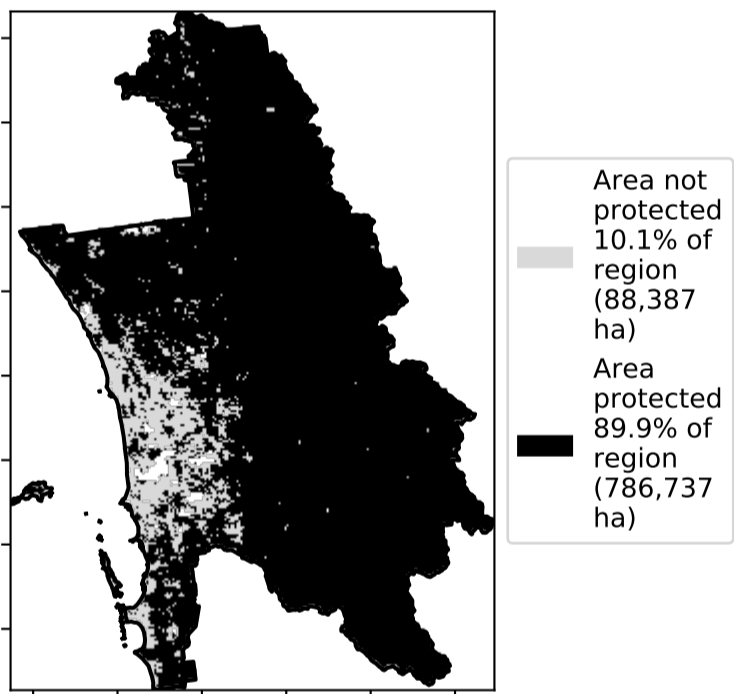 Area not
protected
10.1% of
region
(88,387
ha)
Area
protected
89.9% of
region
(786,737
ha)